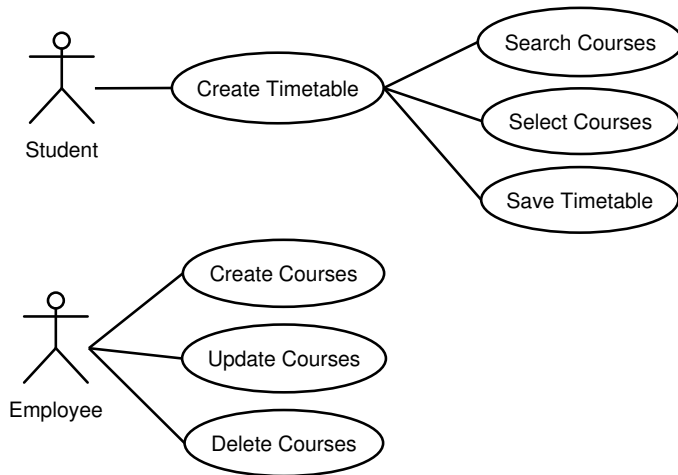 Search Courses
Create Timetable
Select Courses
Student
Save Timetable
Create Courses
Update Courses
Employee
Delete Courses